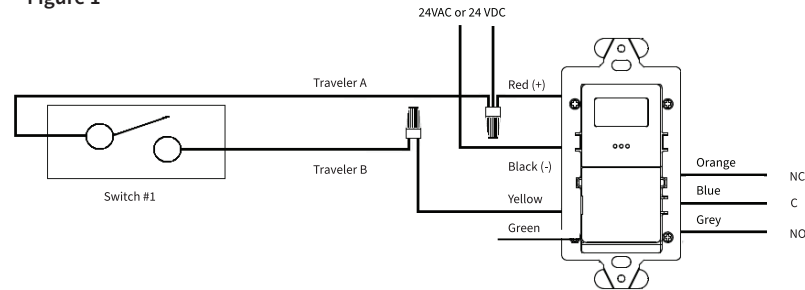 Figure 1
24VAC or 24 VDC
Traveler A
Red (+)
Traveler B
Black (-)
Switch #1
Yellow
Green
Orange
NC
Blue
C
Grey
NO